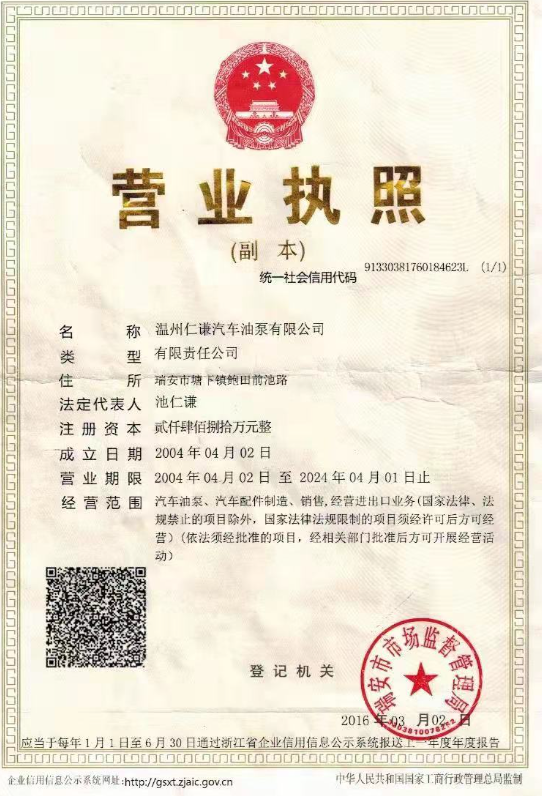 营业执照
(副 本)
统一社会信用代码 91330381760184623L (1/1)
名 称 温州仁谦汽车油泵有限公司
类 型 有限责任公司
住 所 瑞安市塘下镇鲍田前池路
法定代表人 池仁谦
注册资本 贰仟肆佰捌拾万元整
成立日期 2004年04月02日
营业期限 2004年04月02日 至 2024年04月01日止
经营范围 汽车油泵、汽车配件制造、销售,经营进出口业务(国家法律、法
规禁止的项目除外,国家法律法规限制的项目须经许可后方可经
营)(依法须经批准的项目,经相关部门批准后方可开展经营活
动)
瑞安市市场监督管理局
登记机关
2016 年 03 月 02 日
应当于每年1月1日至6月30日通过浙江省企业信用信息公示系统报送上一年度年度报告
企业信用信息公示系统网址:http://gsxt.zjaic.gov.cn
中华人民共和国国家工商行政管理总局监制